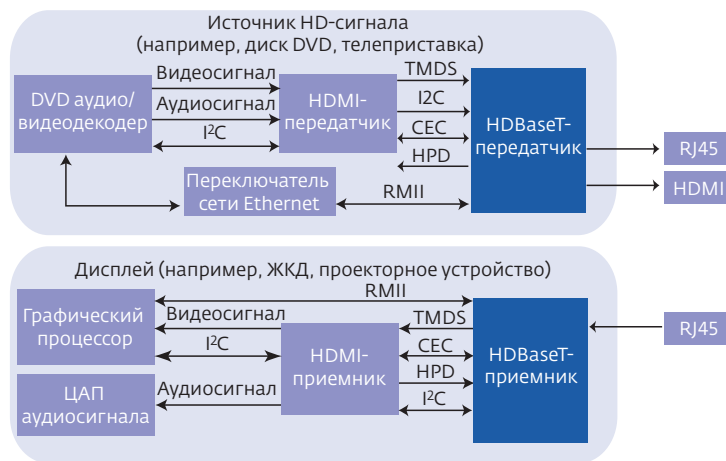 Источник HD-сигнала
(например, диск DVD, телеприставка)
DVD аудио/
видеодекодер
Видеосигнал
Аудиосигнал
I²C
HDMI-
передатчик
TMDS
I2C
CEC
HPD
HDBaseT-
передатчик
RJ45
HDMI
Переключатель
сети Ethernet
RMII
Дисплей (например, ЖКД, проекторное устройство)
RMII
Графический
процессор
Видеосигнал
I²C
ЦАП
аудиосигнала
Аудиосигнал
HDMI-
приемник
TMDS
CEC
HPD
I²C
HDBaseT-
приемник
RJ45